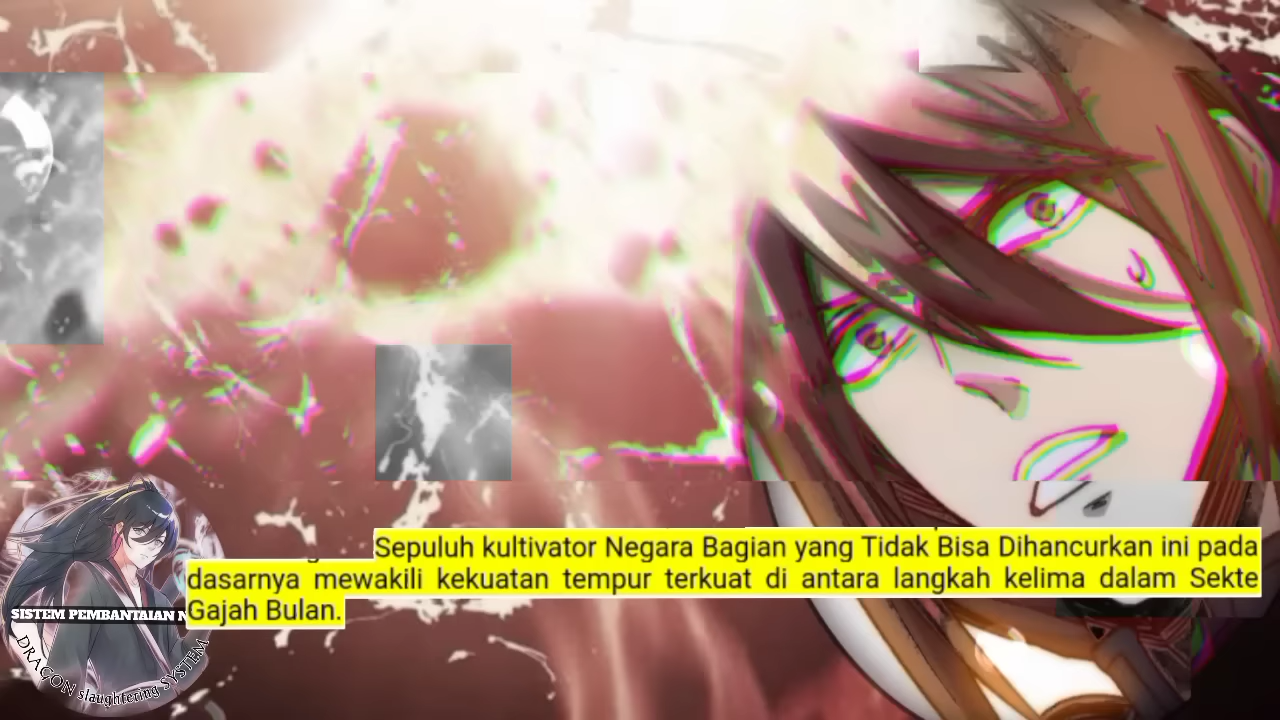 Sepuluh kultivator Negara Bagian yang Tidak Bisa Dihancurkan ini pada
dasarnya mewakili kekuatan tempur terkuat di antara langkah kelima dalam Sekte
Gajah Bulan.
SISTEM PEMBANTAIAN N
DRAGON slaughtering SYSTEM